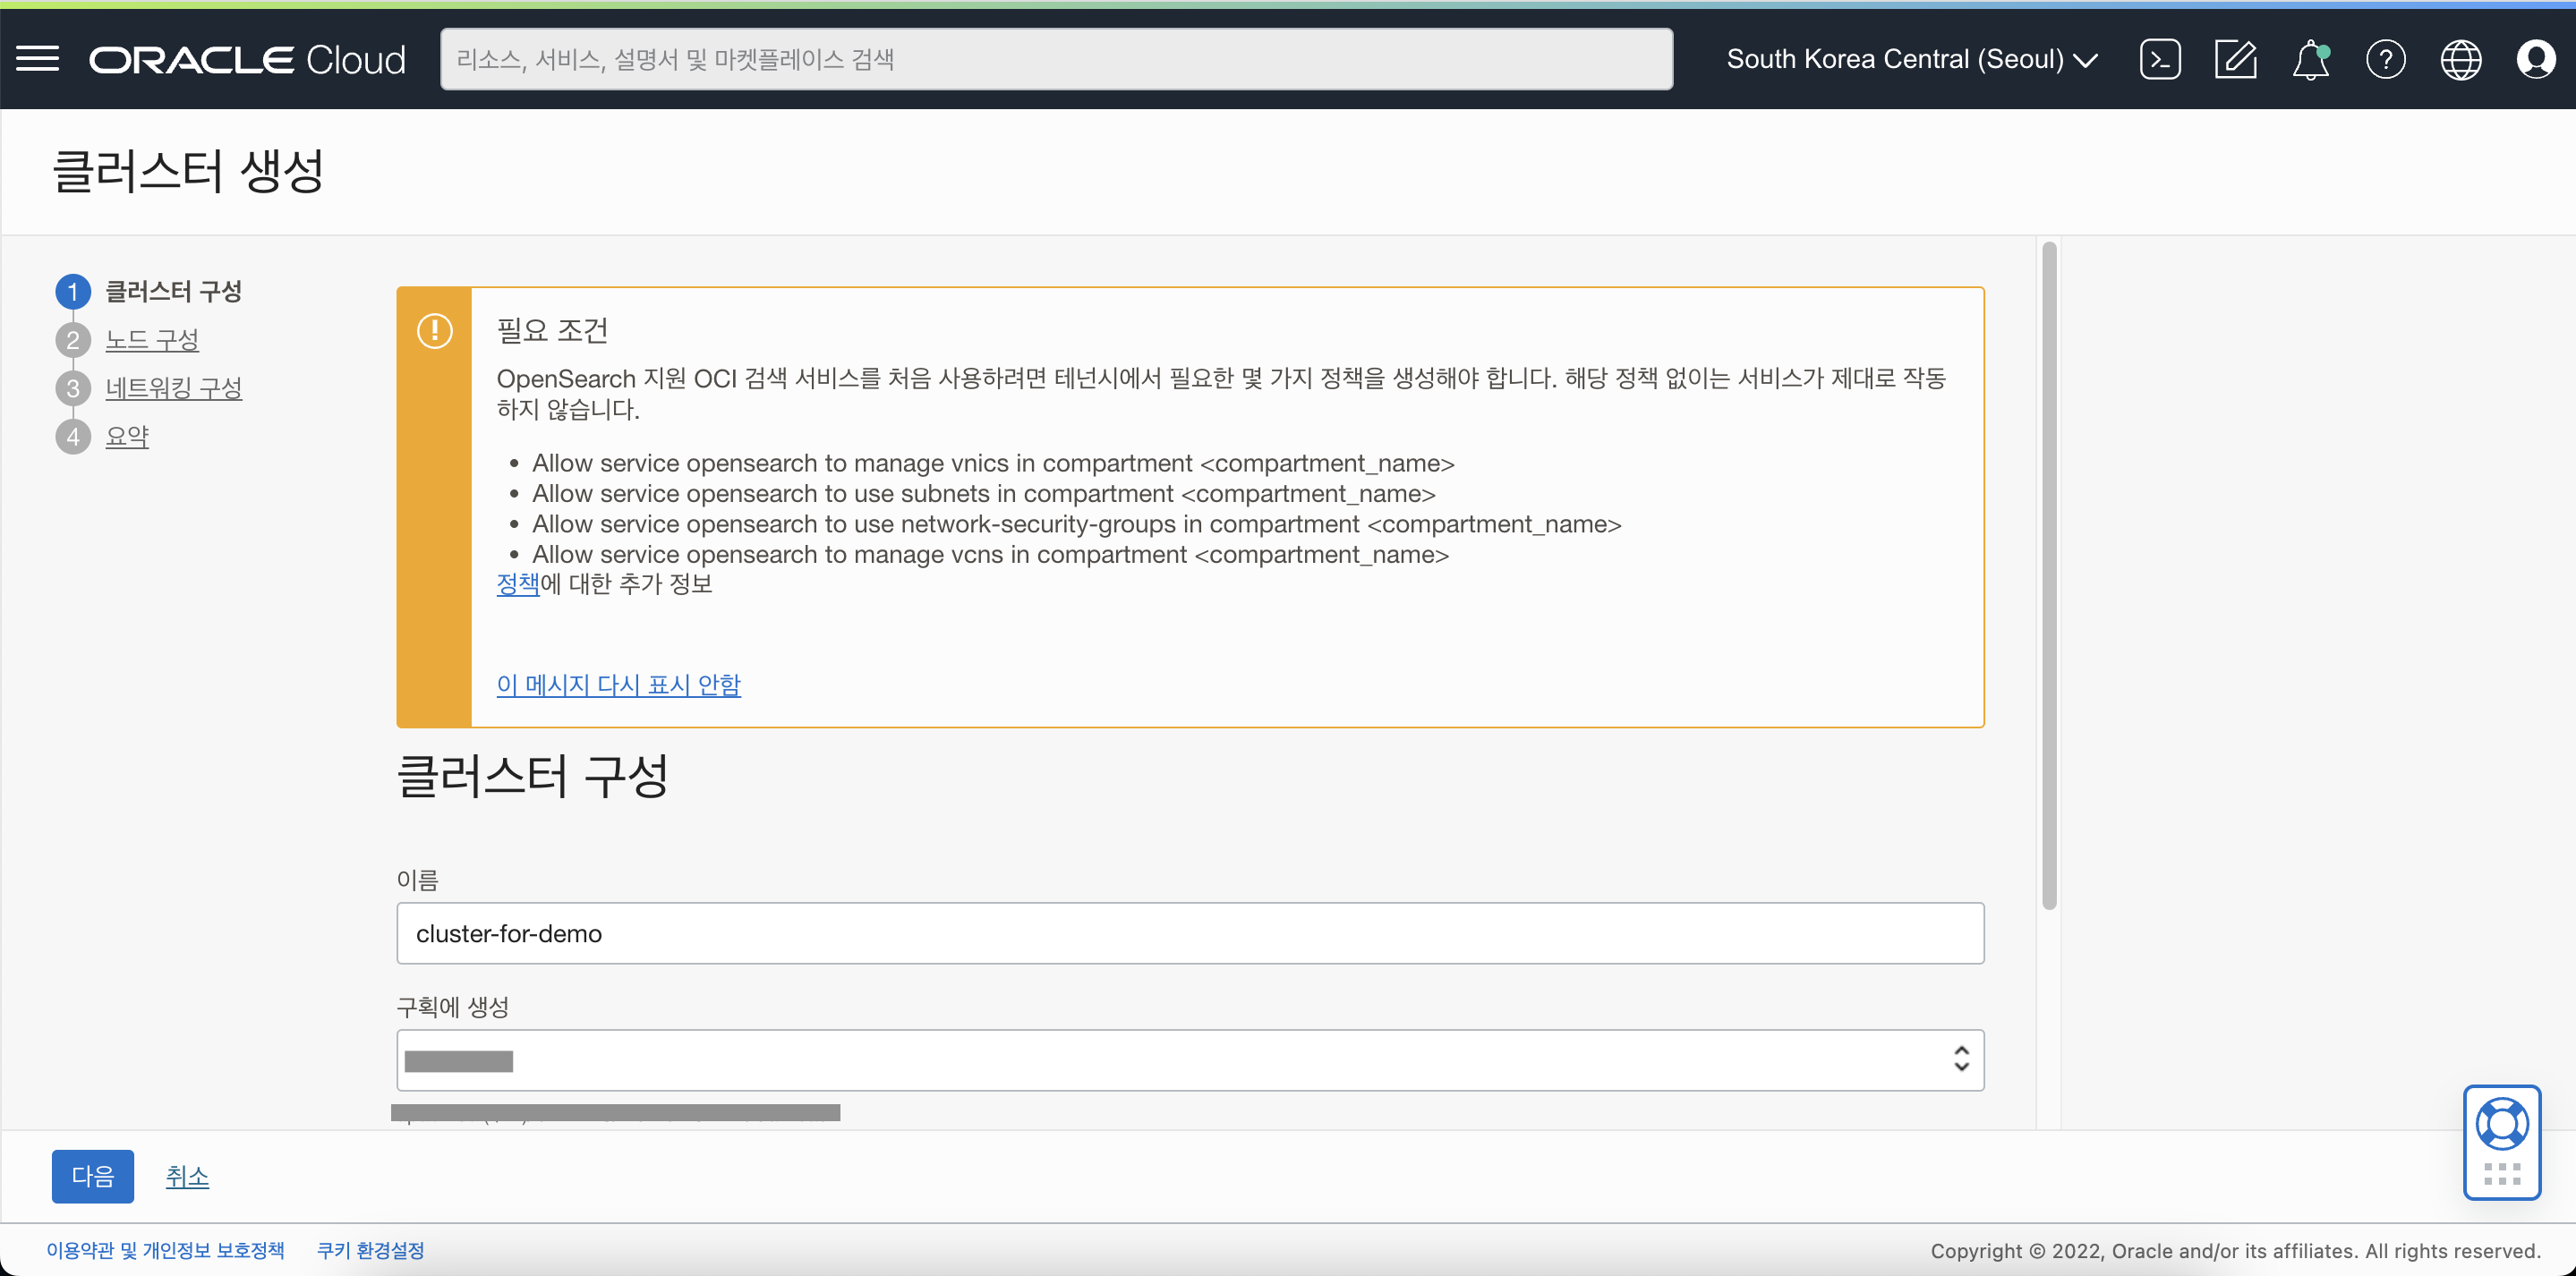 ORACLE Cloud
리소스, 서비스, 설명서 및 마켓플레이스 검색
South Korea Central (Seoul)
클러스터 생성
1 클러스터 구성
2 노드 구성
3 네트워킹 구성
4 요약
필요 조건
OpenSearch 지원 OCI 검색 서비스를 처음 사용하려면 테넌시에서 필요한 몇 가지 정책을 생성해야 합니다. 해당 정책 없이는 서비스가 제대로 작동
하지 않습니다.
• Allow service opensearch to manage vnics in compartment <compartment_name>
• Allow service opensearch to use subnets in compartment <compartment_name>
• Allow service opensearch to use network-security-groups in compartment <compartment_name>
• Allow service opensearch to manage vcns in compartment <compartment_name>
정책에 대한 추가 정보
이 메시지 다시 표시 안함
클러스터 구성
이름
cluster-for-demo
구획에 생성
다음 취소
이용약관 및 개인정보 보호정책 쿠키 환경설정
Copyright © 2022, Oracle and/or its affiliates. All rights reserved.